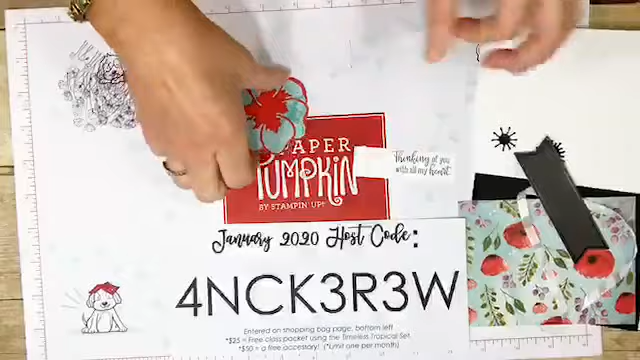 PAPER
PUMPKIN
BY STAMPIN' UP!
Thinking of you
with all my heart
January 2020 Host Code:
4NCK3R3W
Entered on shopping bag page, bottom left
*$25 = Free class pocket using the Timeless Tropical Set
*$50 = a free accessory! (*Limit one per month)